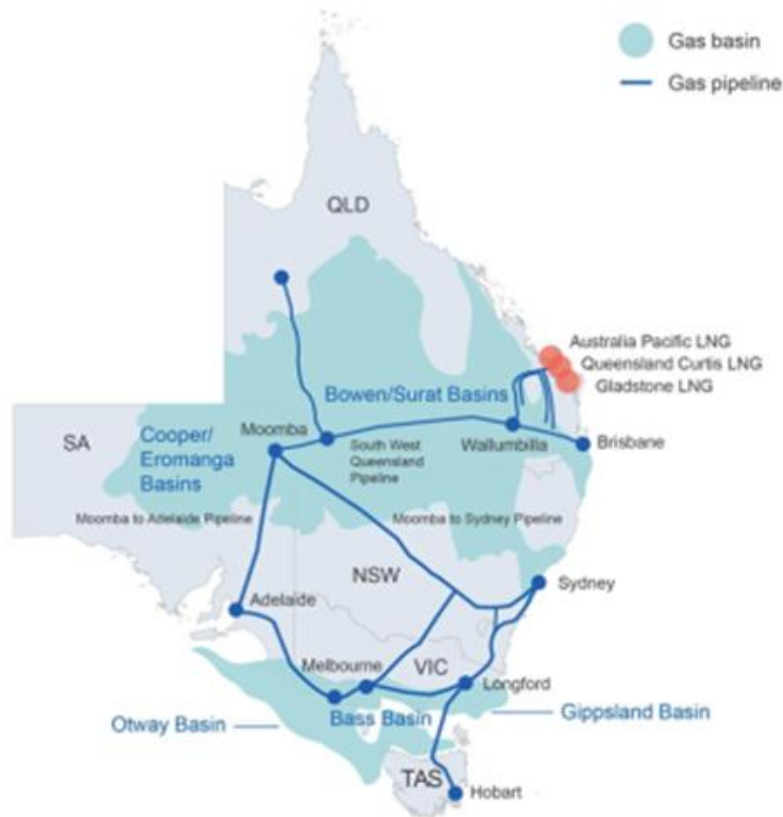 Gas basin
Gas pipeline
QLD
Australia Pacific LNG
Queensland Curtis LNG
Gladstone LNG
Bowen/Surat Basins
SA
Cooper/
Eromanga
Basins
Moomba
South West
Queensland
Pipeline
Wallumbilla
Brisbane
Moomba to Adelaide Pipeline
Moomba to Sydney Pipeline
NSW
Sydney
Adelaide
Melbourne
VIC
Longford
Otway Basin
Bass Basin
Gippsland Basin
TAS
Hobart